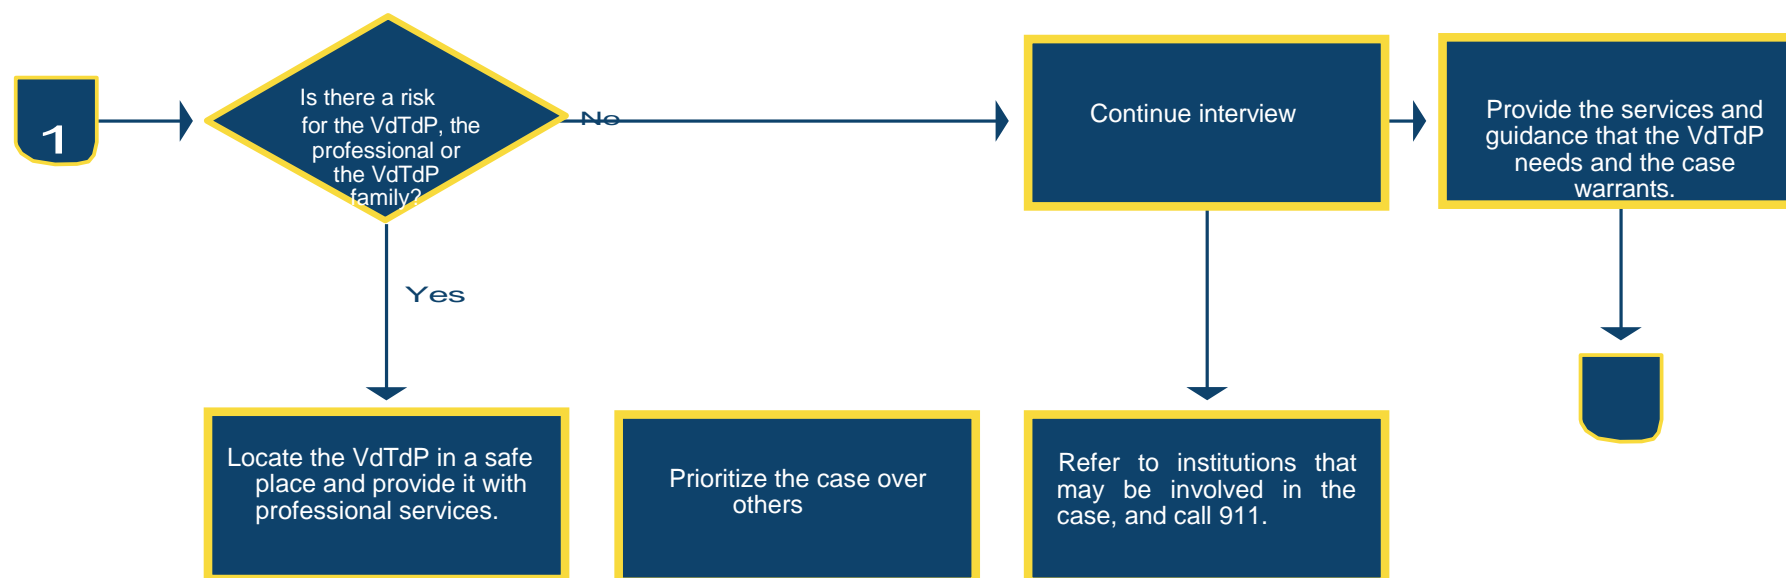 1
Is there a risk
for the VdTdP, the
professional or
the VdTdP
family?
No
Continue interview
Provide the services and
guidance that the VdTdP
needs and the case
warrants.
Yes
Locate the VdTdP in a safe
place and provide it with
professional services.
Prioritize the case over
others
Refer to institutions that
may be involved in the
case, and call 911.